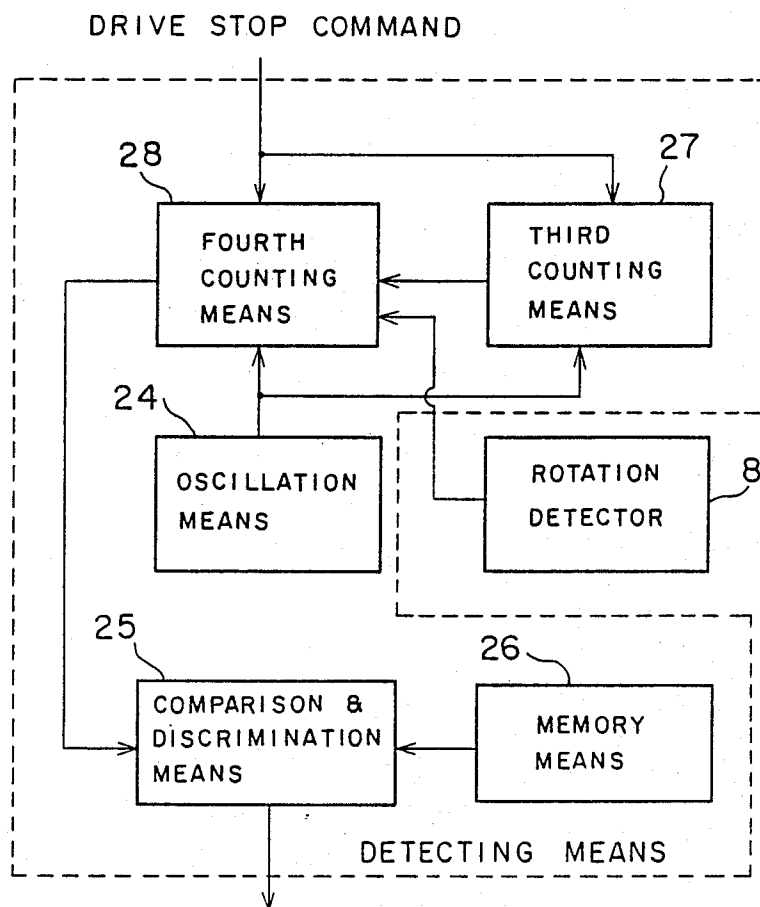 DRIVE STOP COMMAND
28
27
FOURTH
COUNTING
MEANS
THIRD
COUNTING
MEANS
24
OSCILLATION
MEANS
ROTATION
DETECTOR
8
25
26
COMPARISON &
DISCRIMINATION
MEANS
MEMORY
MEANS
DETECTING MEANS